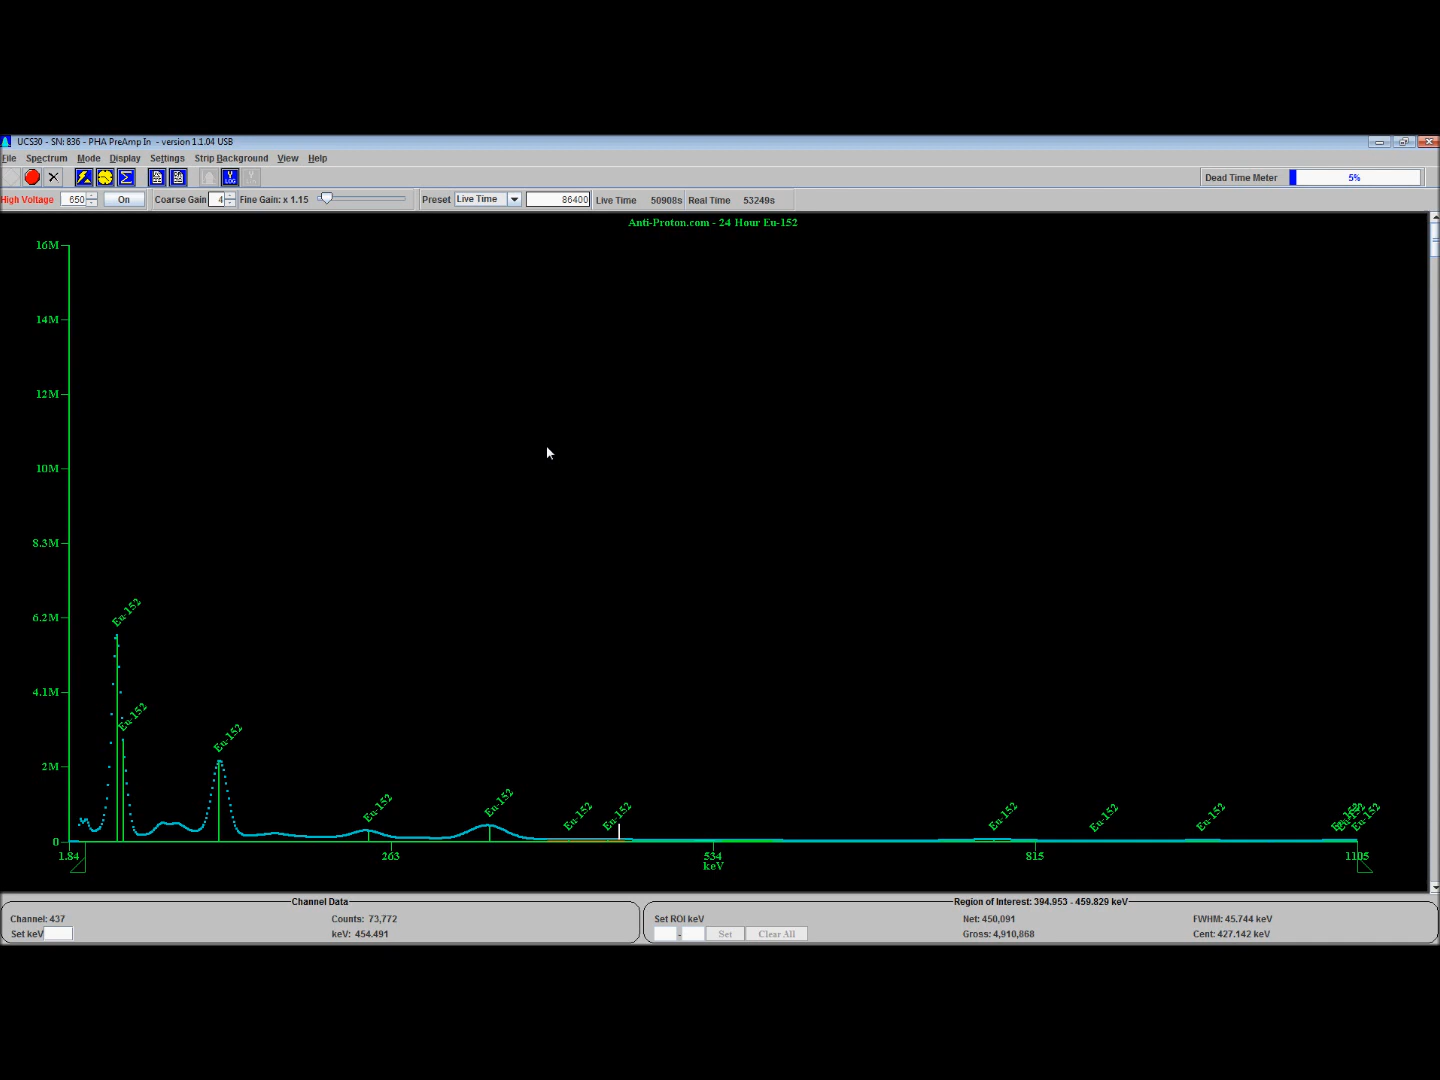 UCS30 - SN: 836 - PHA PreAmp In - version 1.1.04 USB
File Spectrum Mode Display Settings Strip Background View Help
Dead Time Meter 5%
High Voltage 650 On Coarse Gain 4 Fine Gain: x 1.15 Preset Live Time 86400 Live Time 50908s Real Time 53249s
Anti-Proton.com - 24 Hour Eu-152
16M
14M
12M
10M
8.3M
6.2M
4.1M
2M
0
Eu-152
Eu-152
Eu-152
Eu-152
Eu-152
Eu-152
Eu-152
Eu-152
Eu-152
Eu-152
Eu-152
1.84 263 534 815 1105
keV
Channel Data
Channel: 437 Counts: 73,772
Set keV keV: 454.491
Region of Interest: 394.953 - 459.829 keV
Set ROI keV Net: 450,091 FWHM: 45.744 keV
- Set Clear All Gross: 4,910,868 Cent: 427.142 keV